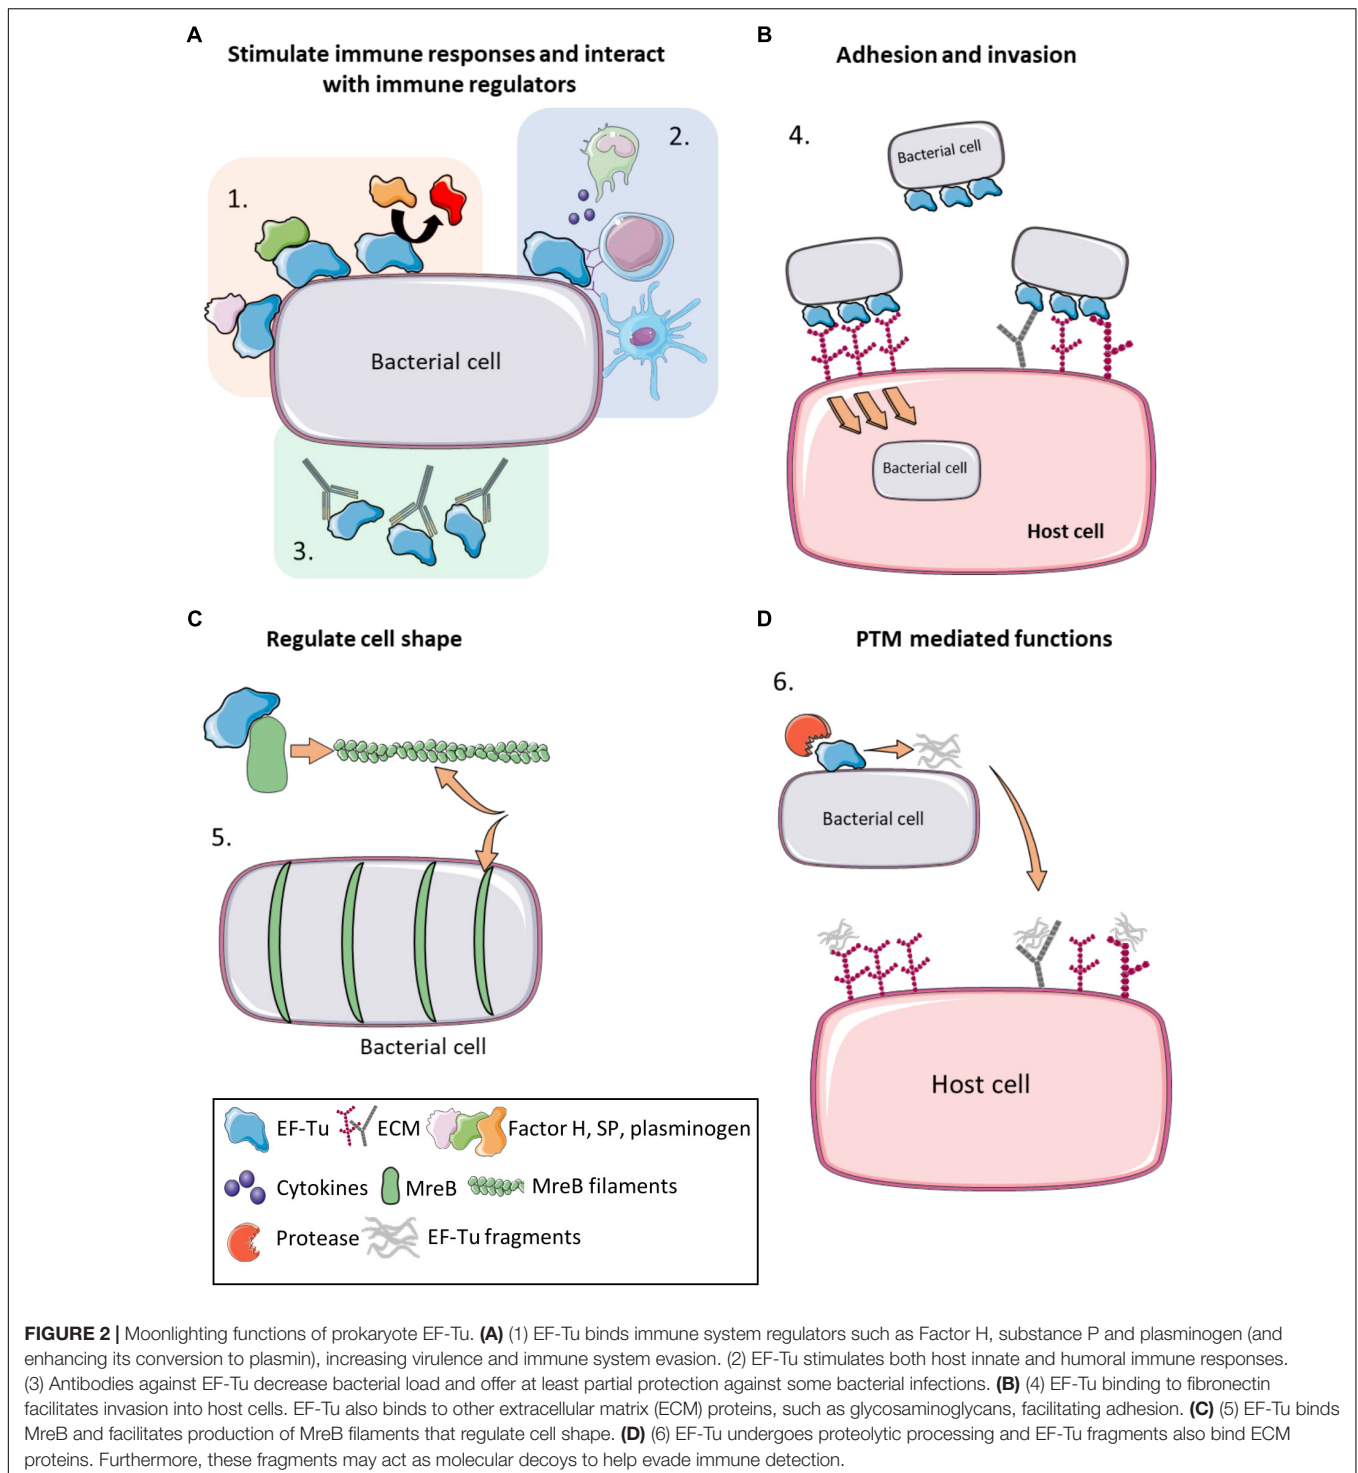 A
Stimulate immune responses and interact
with immune regulators
1.
2.
Bacterial cell
3.
B
Adhesion and invasion
4.
Bacterial cell
Bacterial cell
Host cell
C
Regulate cell shape
5.
Bacterial cell
D
PTM mediated functions
6.
Bacterial cell
Host cell
EF-Tu ECM Factor H, SP, plasminogen
Cytokines MreB MreB filaments
Protease EF-Tu fragments
FIGURE 2 | Moonlighting functions of prokaryote EF-Tu. (A) (1) EF-Tu binds immune system regulators such as Factor H, substance P and plasminogen (and
enhancing its conversion to plasmin), increasing virulence and immune system evasion. (2) EF-Tu stimulates both host innate and humoral immune responses.
(3) Antibodies against EF-Tu decrease bacterial load and offer at least partial protection against some bacterial infections. (B) (4) EF-Tu binding to fibronectin
facilitates invasion into host cells. EF-Tu also binds to other extracellular matrix (ECM) proteins, such as glycosaminoglycans, facilitating adhesion. (C) (5) EF-Tu binds
MreB and facilitates production of MreB filaments that regulate cell shape. (D) (6) EF-Tu undergoes proteolytic processing and EF-Tu fragments also bind ECM
proteins. Furthermore, these fragments may act as molecular decoys to help evade immune detection.